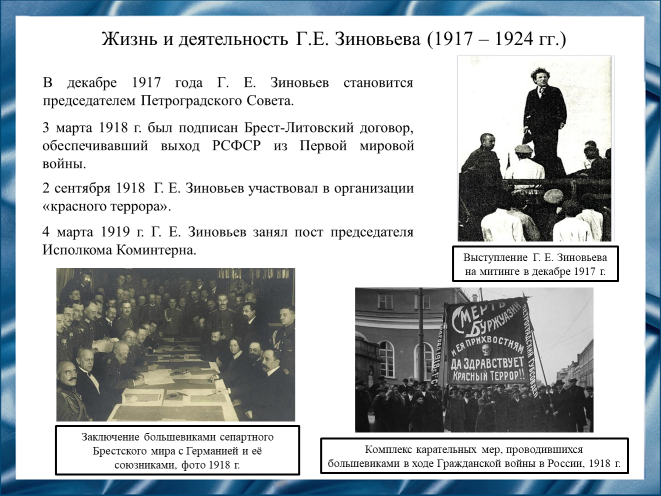 Жизнь и деятельность Г.Е. Зиновьева (1917 – 1924 гг.)
В декабре 1917 года Г. Е. Зиновьев становится
председателем Петроградского Совета.
3 марта 1918 г. был подписан Брест-Литовский договор,
обеспечивавший выход РСФСР из Первой мировой
войны.
2 сентября 1918 Г. Е. Зиновьев участвовал в организации
«красного террора».
4 марта 1919 г. Г. Е. Зиновьев занял пост председателя
Исполкома Коминтерна.
Выступление Г. Е. Зиновьева
на митинге в декабре 1917 г.
СМЕРТЬ
БУРЖУАЗИИ
И ЕЯ ПРИХВОСТНЯМ
ДА ЗДРАВСТВУЕТ
КРАСНЫЙ ТЕРРОР!!
Заключение большевиками сепартного
Брестского мира с Германией и её
союзниками, фото 1918 г.
Комплекс карательных мер, проводившихся
большевиками в ходе Гражданской войны в России, 1918 г.